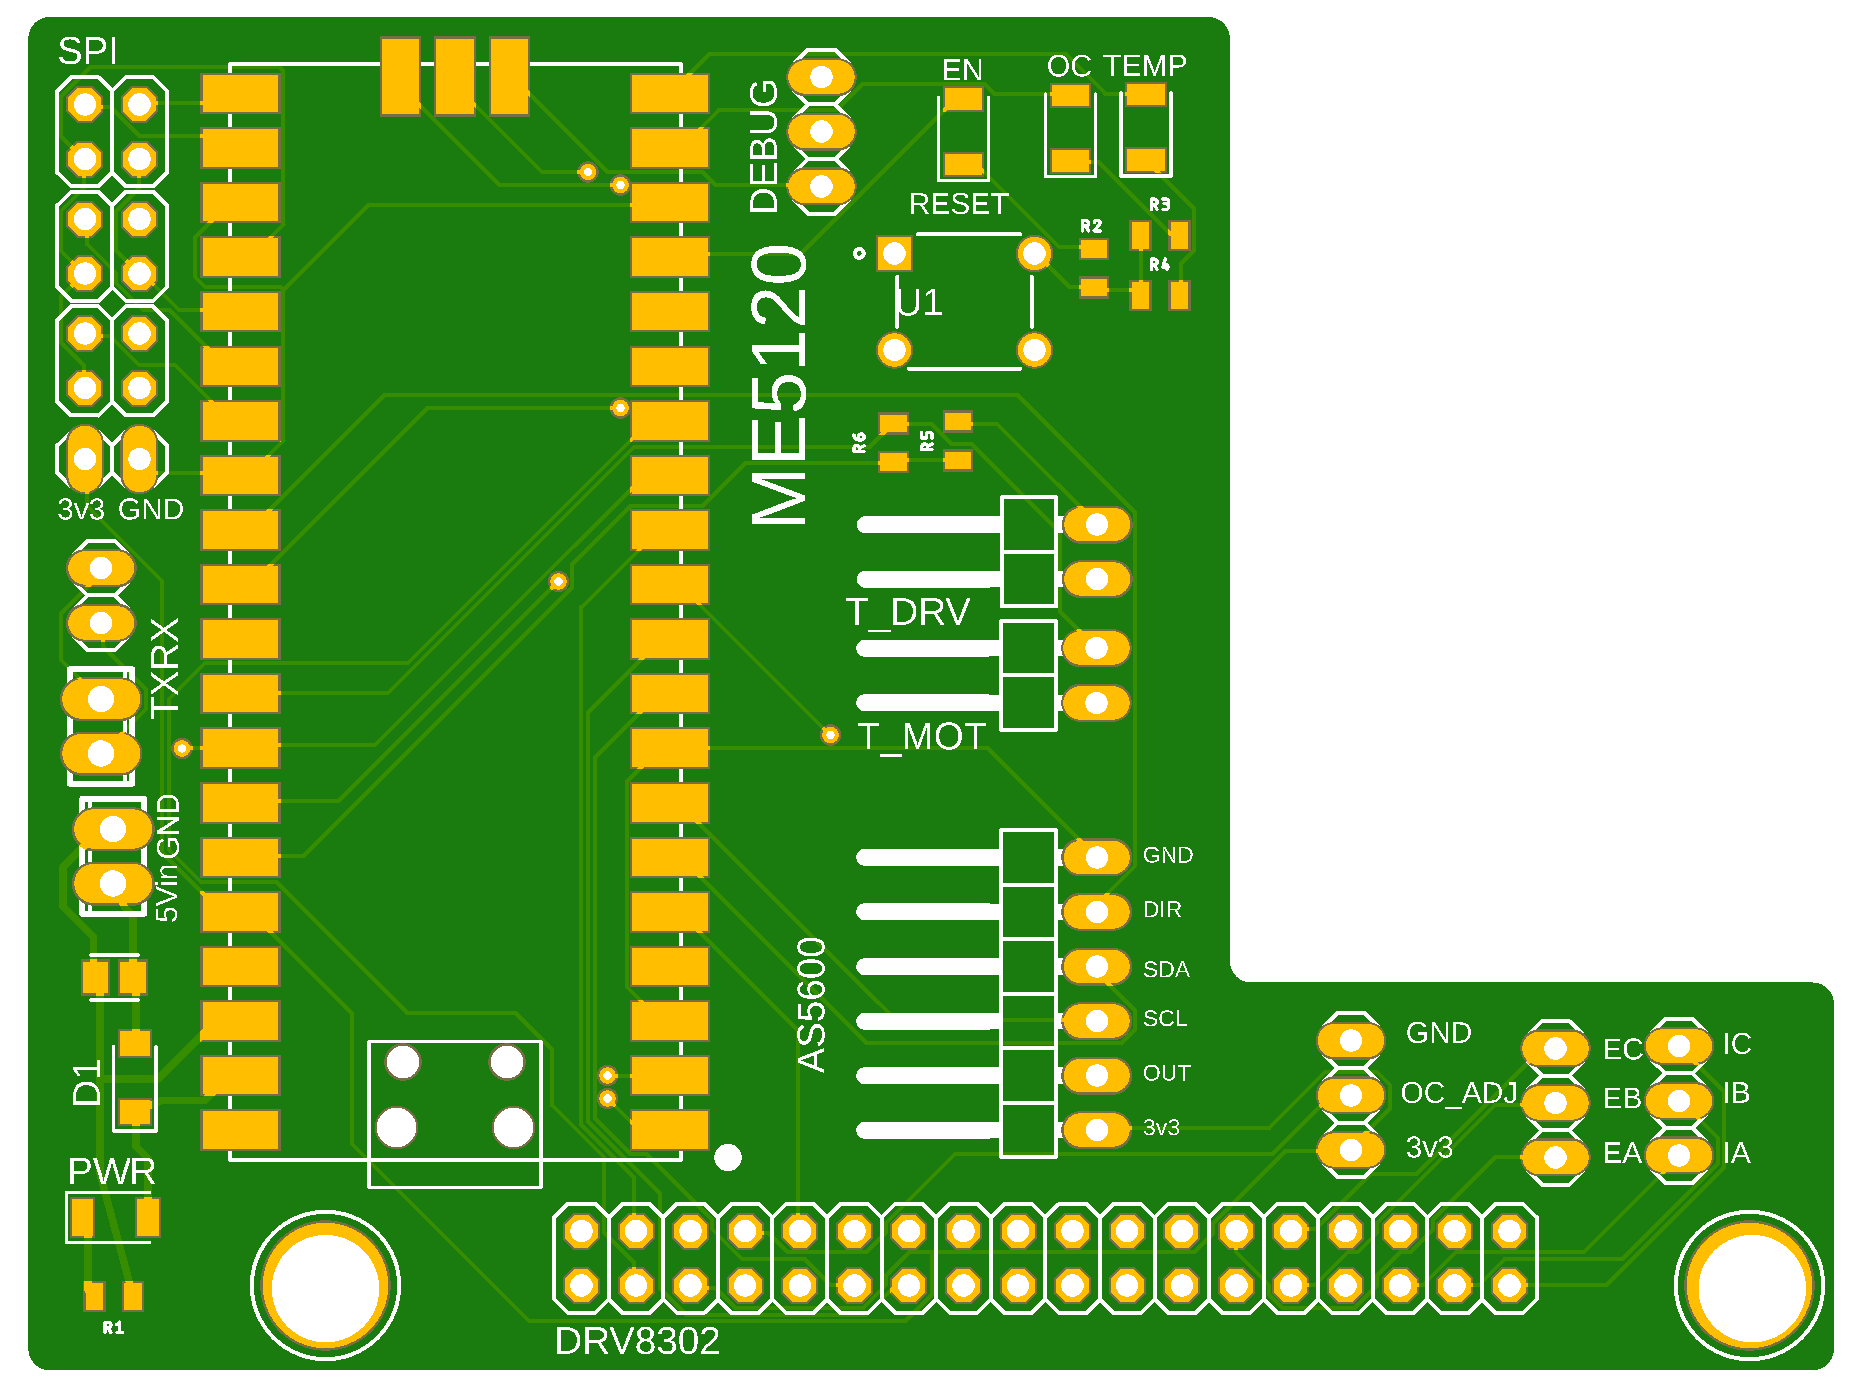 SPI
EN
OC TEMP
DEBUG
RESET
R3
R2
R4
ME5120
U1
R6
R5
3v3 GND
T_DRV
TXRX
T_MOT
5Vin GND
GND
DIR
SDA
SCL
OUT
3v3
AS5600
GND
OC_ADJ
3v3
EC
EB
EA
IC
IB
IA
D1
PWR
R1
DRV8302